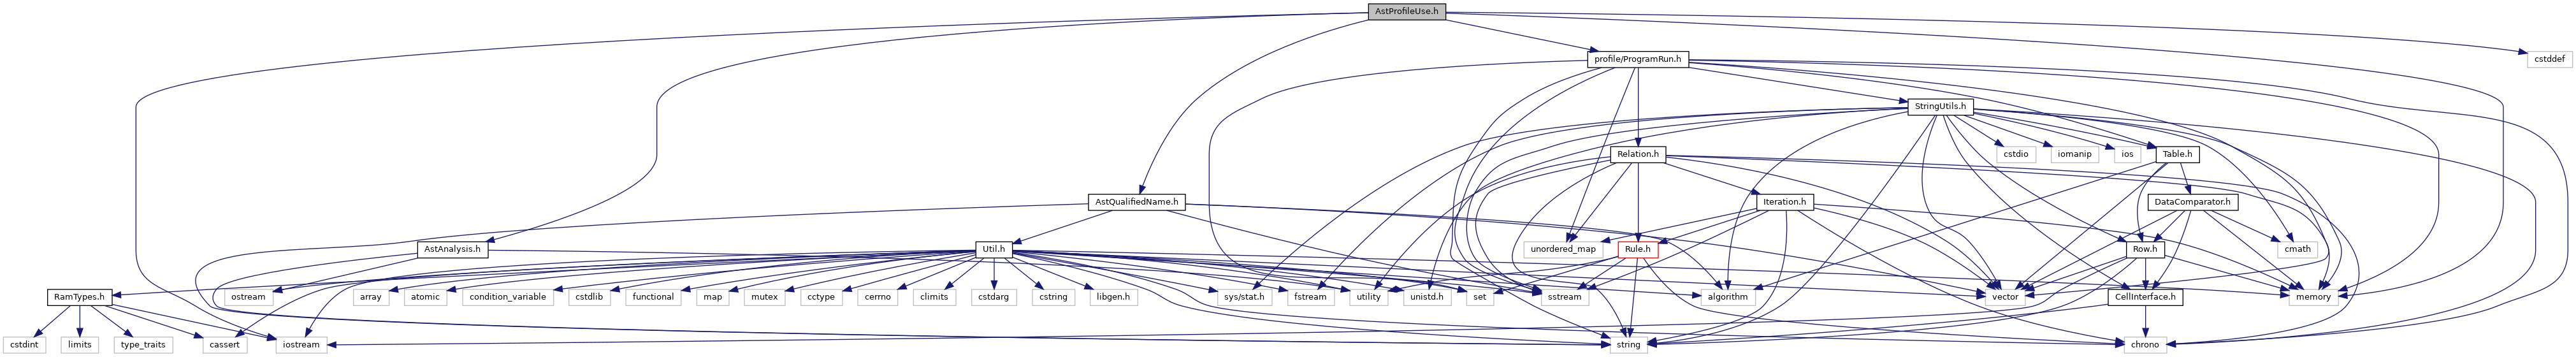 AstProfileUse.h
profile/ProgramRun.h
cstddef
StringUtils.h
Relation.h
cstdio
iomanip
ios
Table.h
AstQualifiedName.h
Iteration.h
DataComparator.h
AstAnalysis.h
Util.h
unordered_map
Rule.h
Row.h
cmath
RamTypes.h
ostream
array
atomic
condition_variable
cstdlib
functional
map
mutex
cctype
cerrno
climits
cstdarg
cstring
libgen.h
sys/stat.h
fstream
utility
unistd.h
set
sstream
algorithm
vector
CellInterface.h
memory
cstdint
limits
type_traits
cassert
iostream
string
chrono